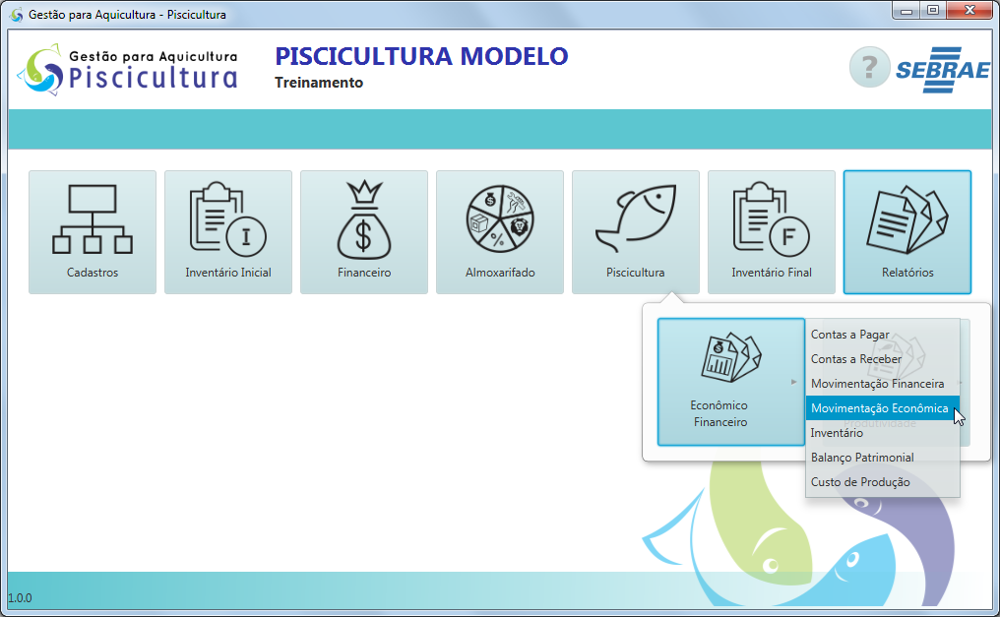 Gestão para Aquicultura - Piscicultura
Gestão para Aquicultura
Piscicultura
PISCICULTURA MODELO
Treinamento
?
SEBRAE
Cadastros
I
Inventário Inicial
$
Financeiro
$
%
Almoxarifado
Piscicultura
F
Inventário Final
Relatórios
$
Econômico
Financeiro
Contas a Pagar
Contas a Receber
Movimentação Financeira
Movimentação Econômica
Produtividade
Inventário
Balanço Patrimonial
Custo de Produção
1.0.0